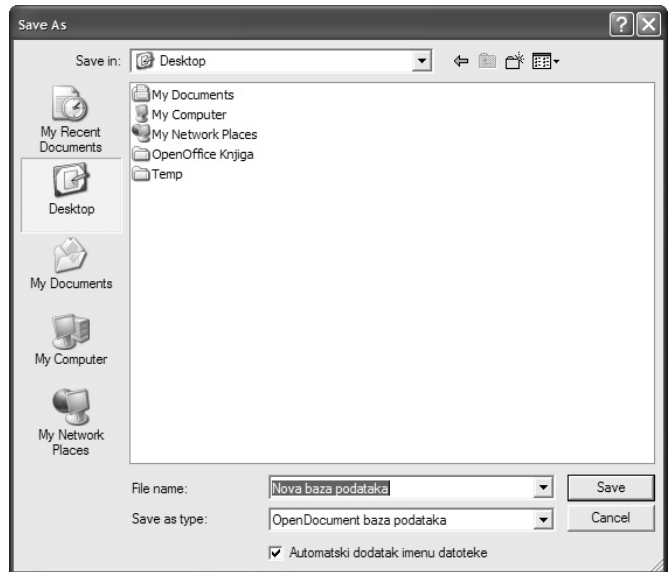 Save As
Save in:
Desktop
My Recent
Documents
Desktop
My Documents
My Computer
My Network
Places
My Documents
My Computer
My Network Places
OpenOffice Knjiga
Temp
File name:
Nova baza podataka
Save
Save as type:
OpenDocument baza podataka
Cancel
Automatski dodatak imenu datoteke